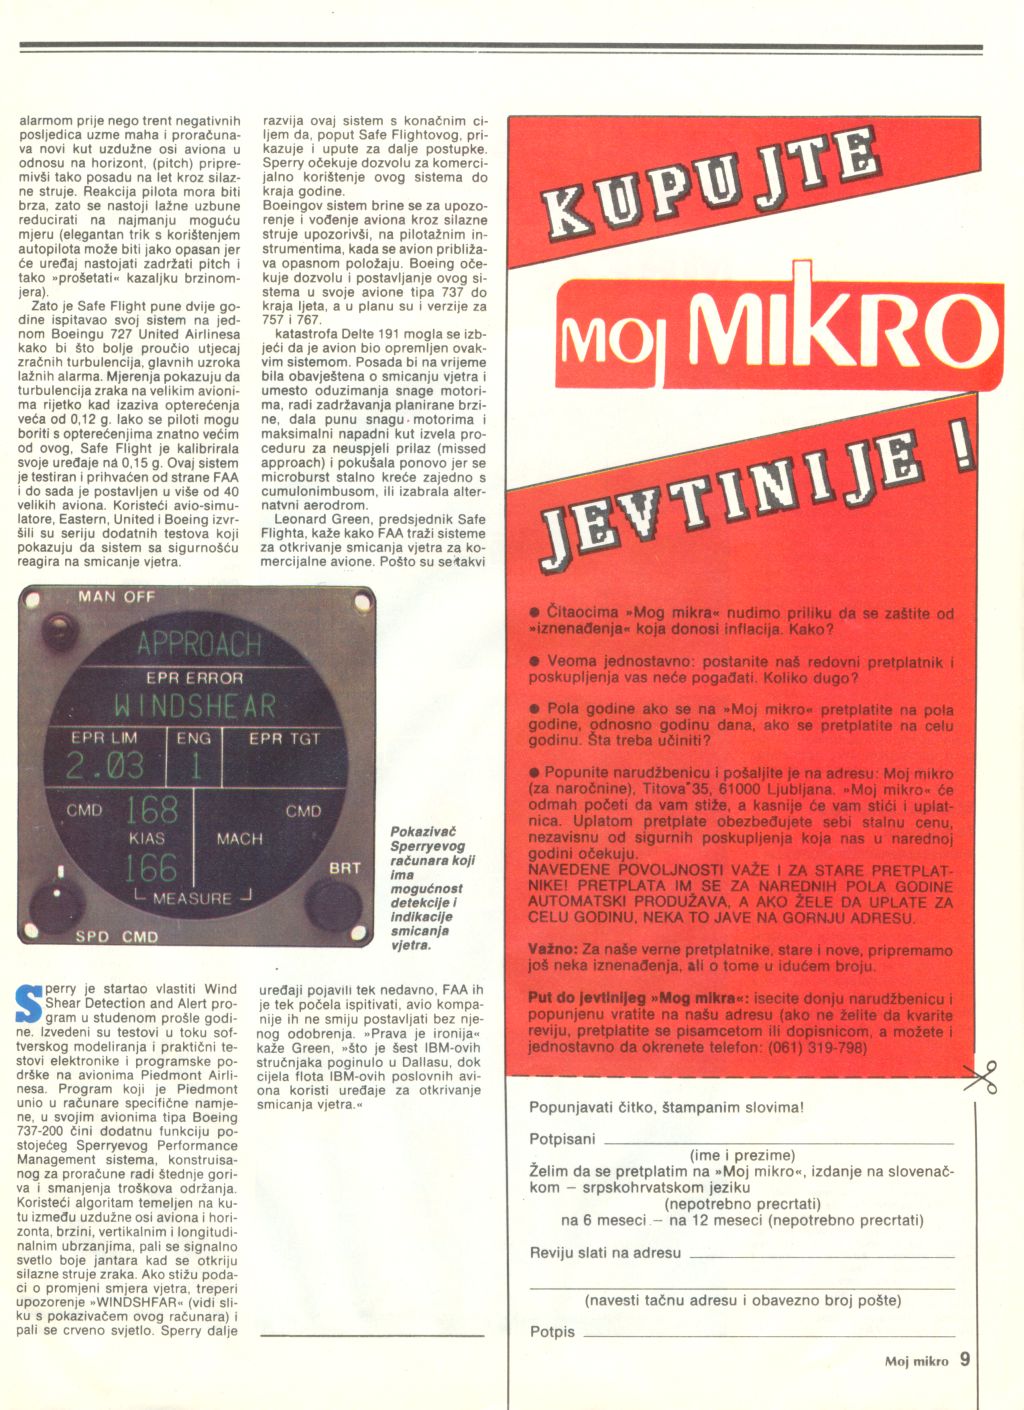 alarmom prije nego trent negativnih
posljedica uzme maha i proračuna-
va novi kut uzdužne osi aviona u
odnosu na horizont, (pitch) pripre-
mivši tako posadu na let kroz silaz-
ne struje. Reakcija pilota mora biti
brza, zato se nastoji lažne uzbune
reducirati na najmanju moguću
mjeru (elegantan trik s korištenjem
autopilota može biti jako opasan jer
će uređaj nastojati zadržati pitch i
tako »prošetati« kazaljku brzinom-
jera).
Zato je Safe Flight pune dvije go-
dine ispitavao svoj sistem na jed-
nom Boeingu 727 United Airlinesa
kako bi što bolje proučio utjecaj
zračnih turbulencija, glavnih uzroka
lažnih alarma. Mjerenja pokazuju da
turbulencija zraka na velikim avioni-
ma rijetko kad izaziva opterećenja
veća od 0,12 g. Iako se piloti mogu
boriti s opterećenjima znatno većim
od ovog, Safe Flight je kalibrirala
svoje uređaje na 0,15 g. Ovaj sistem
je testiran i prihvaćen od strane FAA
i do sada je postavljen u više od 40
velikih aviona. Koristeći avio-simu-
latore, Eastern, United i Boeing izvr-
šili su seriju dodatnih testova koji
pokazuju da sistem sa sigurnošću
reagira na smicanje vjetra.
razvija ovaj sistem s konačnim ci-
ljem da, poput Safe Flightovog, pri-
kazuje i upute za dalje postupke.
Sperry očekuje dozvolu za komerci-
jalno korištenje ovog sistema do
kraja godine.
Boeingov sistem brine se za upozo-
renje i vođenje aviona kroz silazne
struje upozorivši, na pilotažnim in-
strumentima, kada se avion približa-
va opasnom položaju. Boeing oče-
kuje dozvolu i postavljanje ovog si-
stema u svoje avione tipa 737 do
kraja ljeta, a u planu su i verzije za
757 i 767.
katastrofa Delte 191 mogla se izb-
jeći da je avion bio opremljen ovak-
vim sistemom. Posada bi na vrijeme
bila obavještena o smicanju vjetra i
umesto oduzimanja snage motori-
ma, radi zadržavanja planirane brzi-
ne, dala punu snagu motorima i
maksimalni napadni kut izvela pro-
ceduru za neuspjeli prilaz (missed
approach) i pokušala ponovo jer se
microburst stalno kreće zajedno s
cumulonimbusom, ili izabrala alter-
natvni aerodrom.
Leonard Green, predsjednik Safe
Flighta, kaže kako FAA traži sisteme
za otkrivanje smicanja vjetra za ko-
mercijalne avione. Pošto su se takvi
MAN OFF
APPROACH
EPR ERROR
WINDSHEAR
EPR LIM ENG EPR TGT
2.03 1
CMD 168 CMD
KIAS MACH
166
MEASURE
BRT
SPD CMD
Pokazivač
Sperryevog
računara koji
ima
mogućnost
detekcije i
indikacije
smicanja
vjetra.
Sperry je startao vlastiti Wind
Shear Detection and Alert pro-
gram u studenom prošle godi-
ne. Izvedeni su testovi u toku sof-
tverskog modeliranja i praktični te-
stovi elektronike i programske po-
drške na avionima Piedmont Airli-
nesa. Program koji je Piedmont
unio u računare specifične namje-
ne, u svojim avionima tipa Boeing
737-200 čini dodatnu funkciju po-
stojećeg Sperryevog Performance
Management sistema, konstruisa-
nog za proračune radi štednje gori-
va i smanjenja troškova održanja.
Koristeći algoritam temeljen na ku-
tu između uzdužne osi aviona i hori-
zonta, brzini, vertikalnim i longitudi-
nalnim ubrzanjima, pali se signalno
svetlo boje jantara kad se otkriju
silazne struje zraka. Ako stižu poda-
ci o promjeni smjera vjetra, treperi
upozorenje »WINDSHFAR« (vidi sli-
ku s pokazivačem ovog računara) i
pali se crveno svjetlo. Sperry dalje
uređaji pojavili tek nedavno, FAA ih
je tek počela ispitivati, avio kompa-
nije ih ne smiju postavljati bez nje-
nog odobrenja. »Prava je ironija«
kaže Green, »što je šest IBM-ovih
stručnjaka poginulo u Dallasu, dok
cijela flota IBM-ovih poslovnih avi-
ona koristi uređaje za otkrivanje
smicanja vjetra.«
KUPUJTE
MOJ MIKRO
JEVTINIJE !
● Čitaocima »Mog mikra« nudimo priliku da se zaštite od
»iznenađenja« koja donosi inflacija. Kako?
● Veoma jednostavno: postanite naš redovni pretplatnik i
poskupljenja vas neće pogađati. Koliko dugo?
● Pola godine ako se na »Moj mikro« pretplatite na pola
godine, odnosno godinu dana, ako se pretplatite na celu
godinu. Šta treba učiniti?
● Popunite narudžbenicu i pošaljite je na adresu: Moj mikro
(za naročnine), Titova 35, 61000 Ljubljana. »Moj mikro« će
odmah početi da vam stiže, a kasnije će vam stići i uplat-
nica. Uplatom pretplate obezbeđujete sebi stalnu cenu,
nezavisnu od sigurnih poskupljenja koja nas u narednoj
godini očekuju.
NAVEDENE POVOLJNOSTI VAŽE I ZA STARE PRETPLAT-
NIKE! PRETPLATA IM SE ZA NAREDNIH POLA GODINE
AUTOMATSKI PRODUŽAVA, A AKO ŽELE DA UPLATE ZA
CELU GODINU, NEKA TO JAVE NA GORNJU ADRESU.
Važno: Za naše verne pretplatnike, stare i nove, pripremamo
još neka iznenađenja, ali o tome u idućem broju.
Put do jevtinijeg »Mog mikra«: isecite donju narudžbenicu i
popunjenu vratite na našu adresu (ako ne želite da kvarite
reviju, pretplatite se pisamcetom ili dopisnicom, a možete i
jednostavno da okrenete telefon: (061) 319-798)
Popunjavati čitko, štampanim slovima!
Potpisani
(ime i prezime)
Želim da se pretplatim na »Moj mikro«, izdanje na slovenač-
kom – srpskohrvatskom jeziku
(nepotrebno precrtati)
na 6 meseci – na 12 meseci (nepotrebno precrtati)
Reviju slati na adresu
(navesti tačnu adresu i obavezno broj pošte)
Potpis
Moj mikro 9